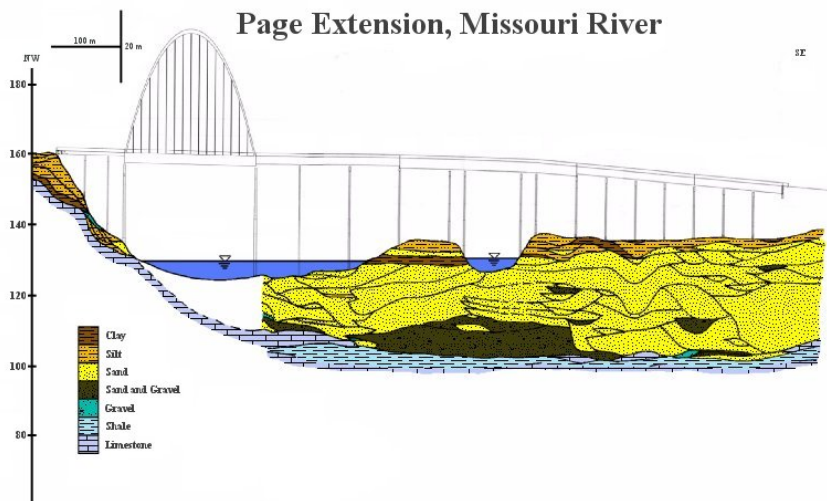 Page Extension, Missouri River
100 m
20 m
NW
SE
180
160
140
120
100
80
Clay
Silt
Sand
Sand and Gravel
Gravel
Shale
Limestone